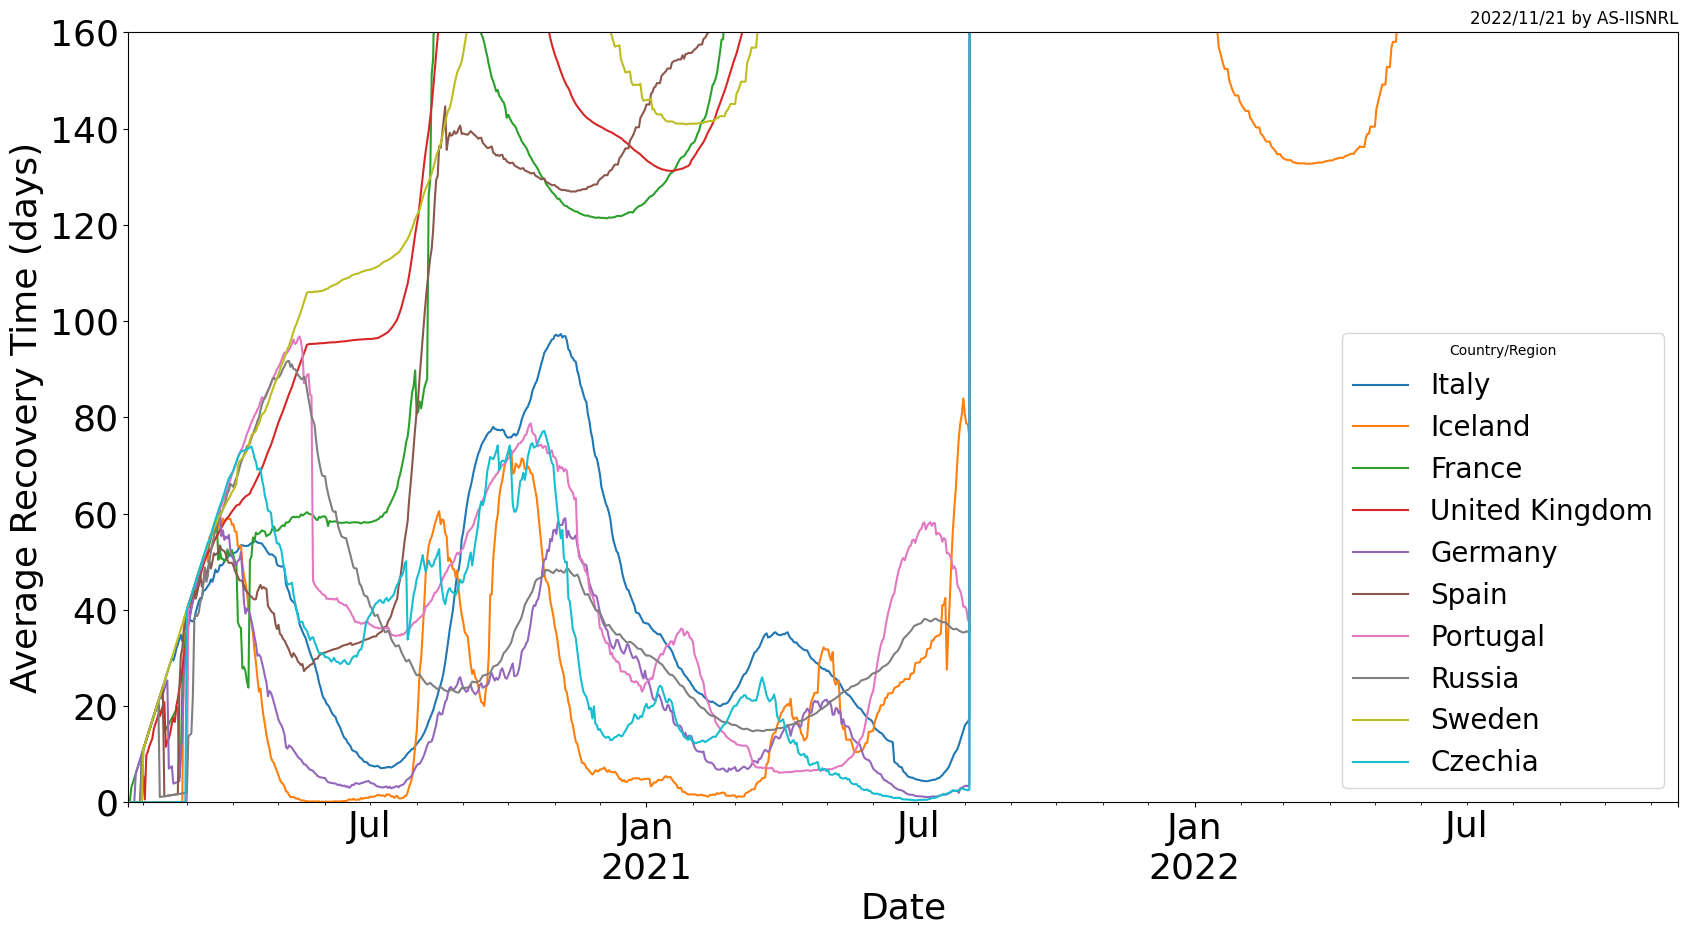 2022/11/21 by AS-IISNRL
Average Recovery Time (days)
160
140
120
100
80
60
40
20
0
Country/Region
Italy
Iceland
France
United Kingdom
Germany
Spain
Portugal
Russia
Sweden
Czechia
Jul Jan Jul Jan Jul
2021 2022
Date